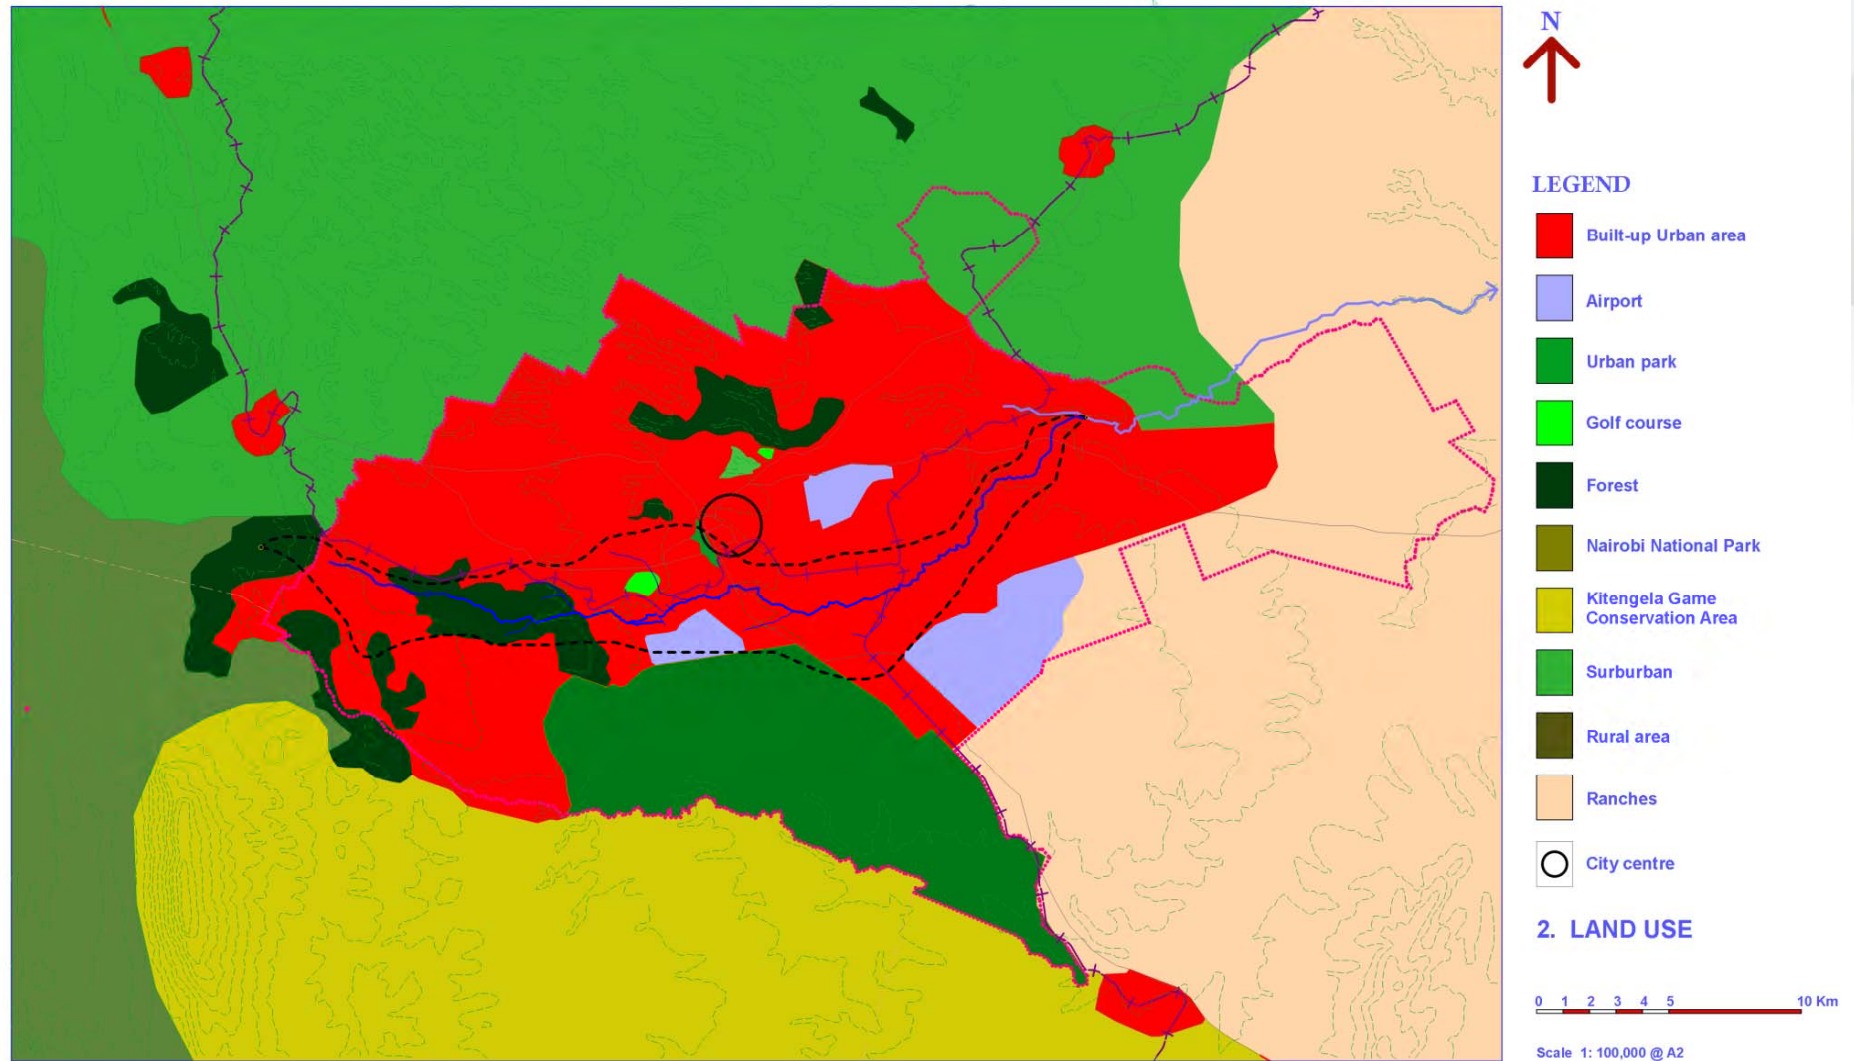 N
LEGEND
Built-up Urban area
Airport
Urban park
Golf course
Forest
Nairobi National Park
Kitengela Game
Conservation Area
Surburban
Rural area
Ranches
City centre
2. LAND USE
0 1 2 3 4 5 10 Km
Scale 1: 100,000 @ A2